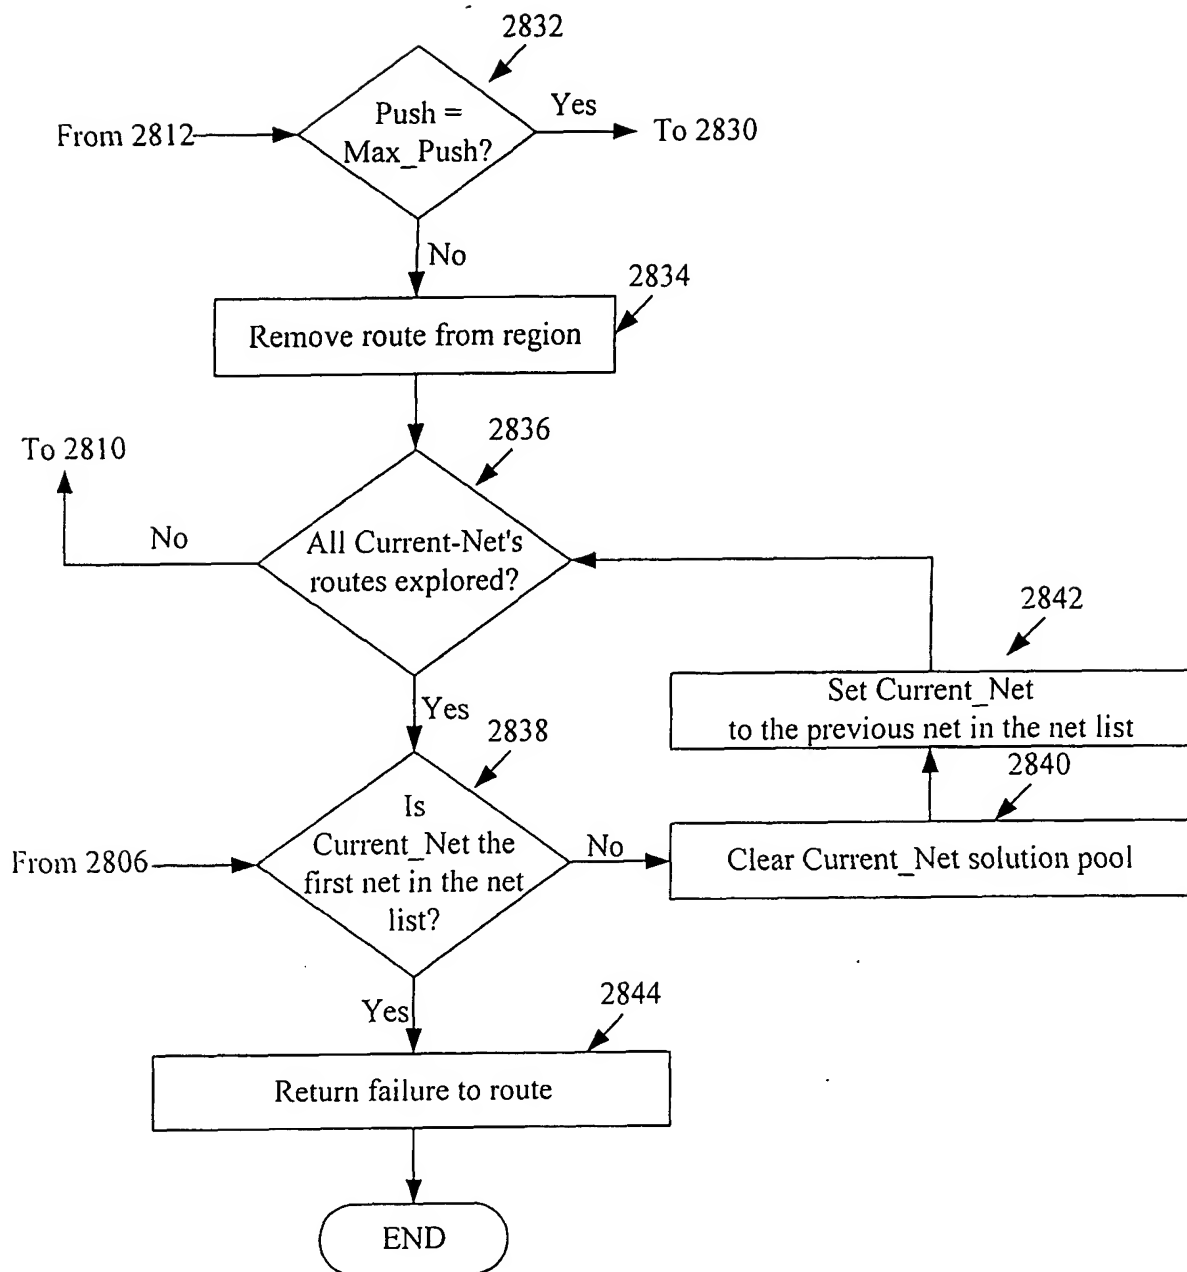 2832
Push =
Max_Push?
Yes
From 2812
To 2830
No
2834
Remove route from region
2836
To 2810
No
All Current-Net's
routes explored?
2842
Set Current_Net
to the previous net in the net list
Yes
2838
2840
Is
Current_Net the
first net in the net
list?
From 2806
No
Clear Current_Net solution pool
Yes
2844
Return failure to route
END